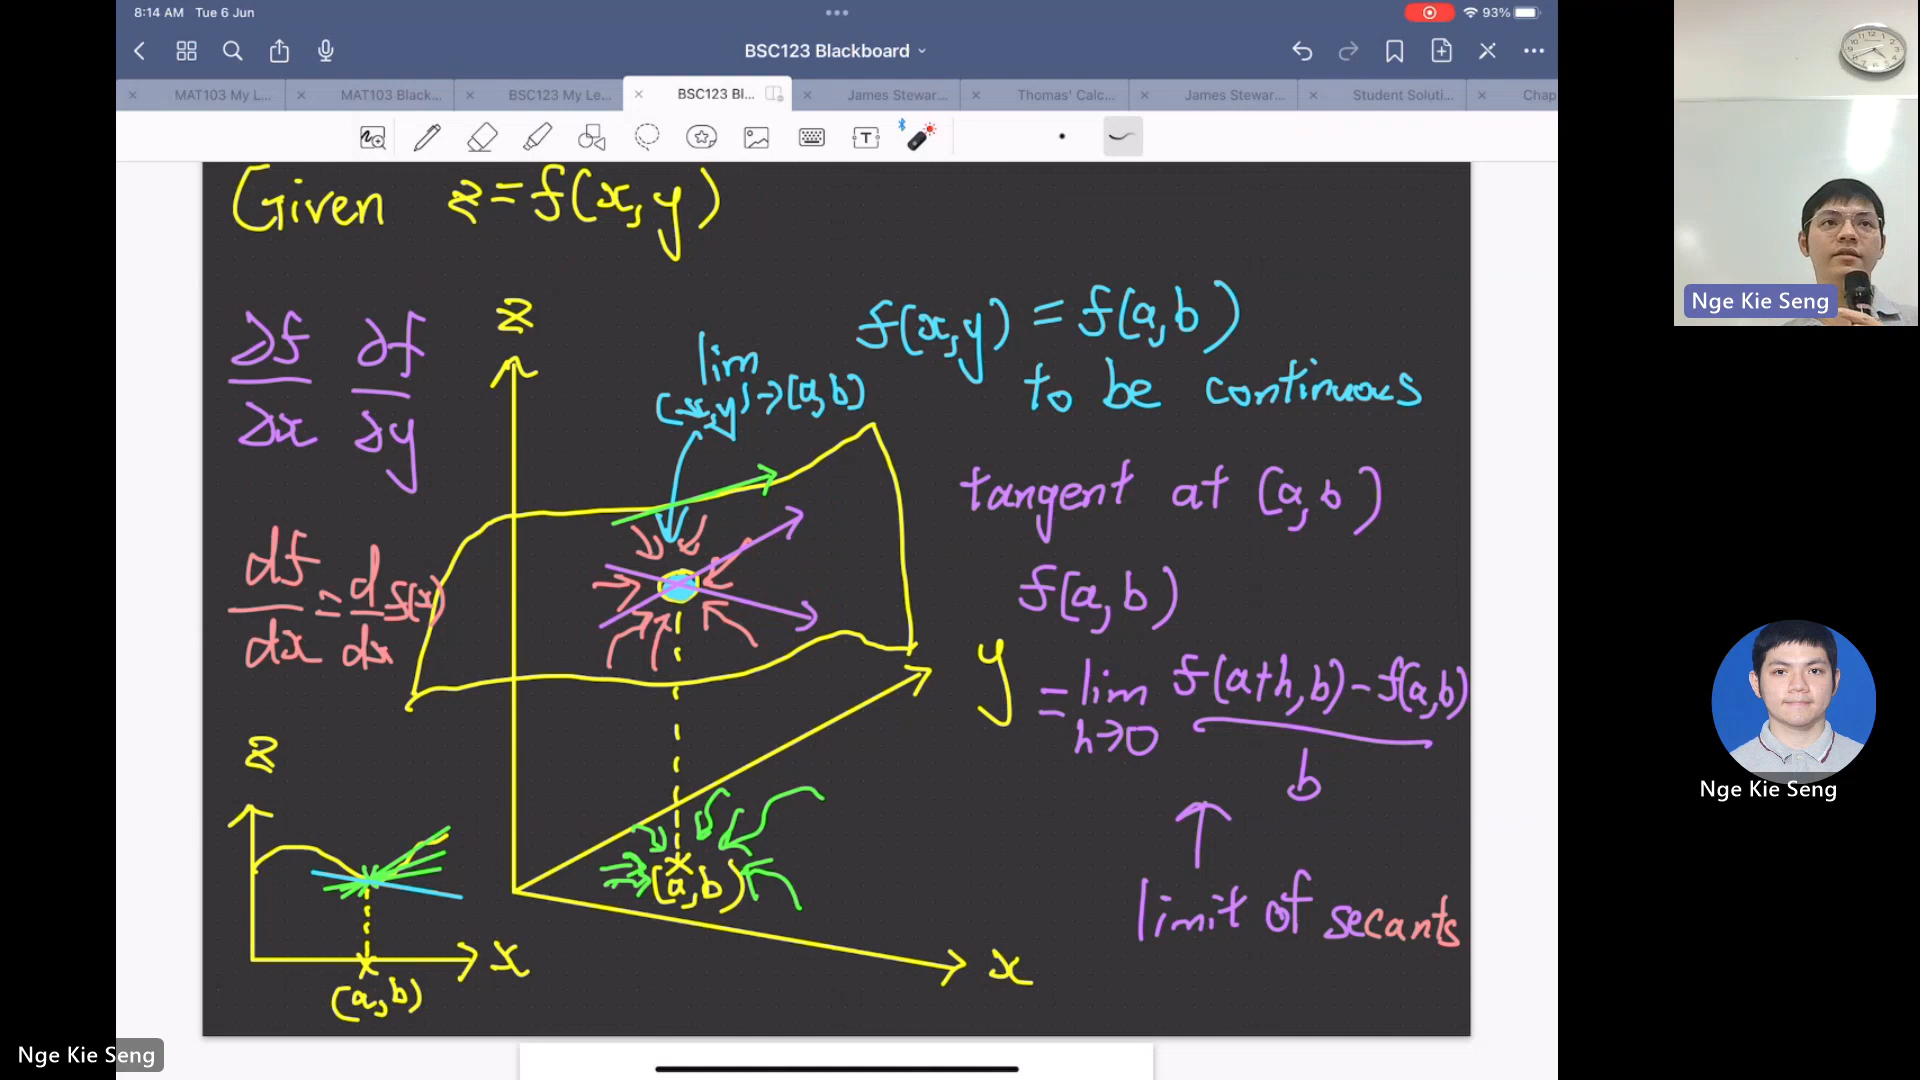 8:14 AM Tue 6 Jun
93%
BSC123 Blackboard
MAT103 My L...
MAT103 Black...
BSC123 My Le...
BSC123 Bl...
James Stewar...
Thomas' Calc...
James Stewar...
Student Soluti...
Chap
Given z=f(x,y)
∂f/∂x ∂f/∂y
z
lim (x,y)→(a,b) f(x,y) = f(a,b)
to be continuous
tangent at (a,b)
df/dx = d/dx f(x)
f(a,b)
y
= lim h→0 f(a+h,b)-f(a,b) / b
z
(a,b)
limit of secants
x
x
(a,b)
Nge Kie Seng
Nge Kie Seng
Nge Kie Seng